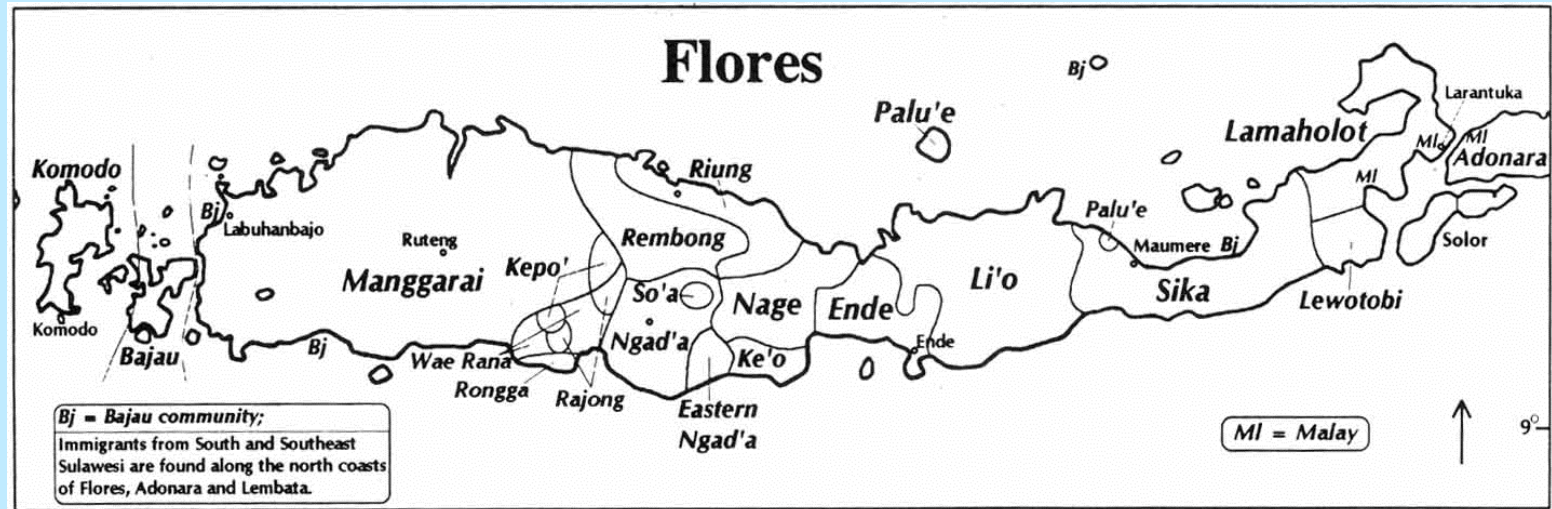 Flores
Bj
Palu'e
Larantuka
Lamaholot
Ml
Ml
Adonara
Komodo
Riung
Ml
Bj
Labuhanbajo
Palu'e
Rembong
Ruteng
Maumere Bj
Solor
Kepo'
Manggarai
Li'o
So'a
Nage
Ende
Sika
Lewotobi
Komodo
Ngad'a
Bj
Ende
Bajau
Wae Rana
Ke'o
Rongga
Rajong
Eastern
Ngad'a
Bj = Bajau community;
Immigrants from South and Southeast
Sulawesi are found along the north coasts
of Flores, Adonara and Lembata.
Ml = Malay
9°